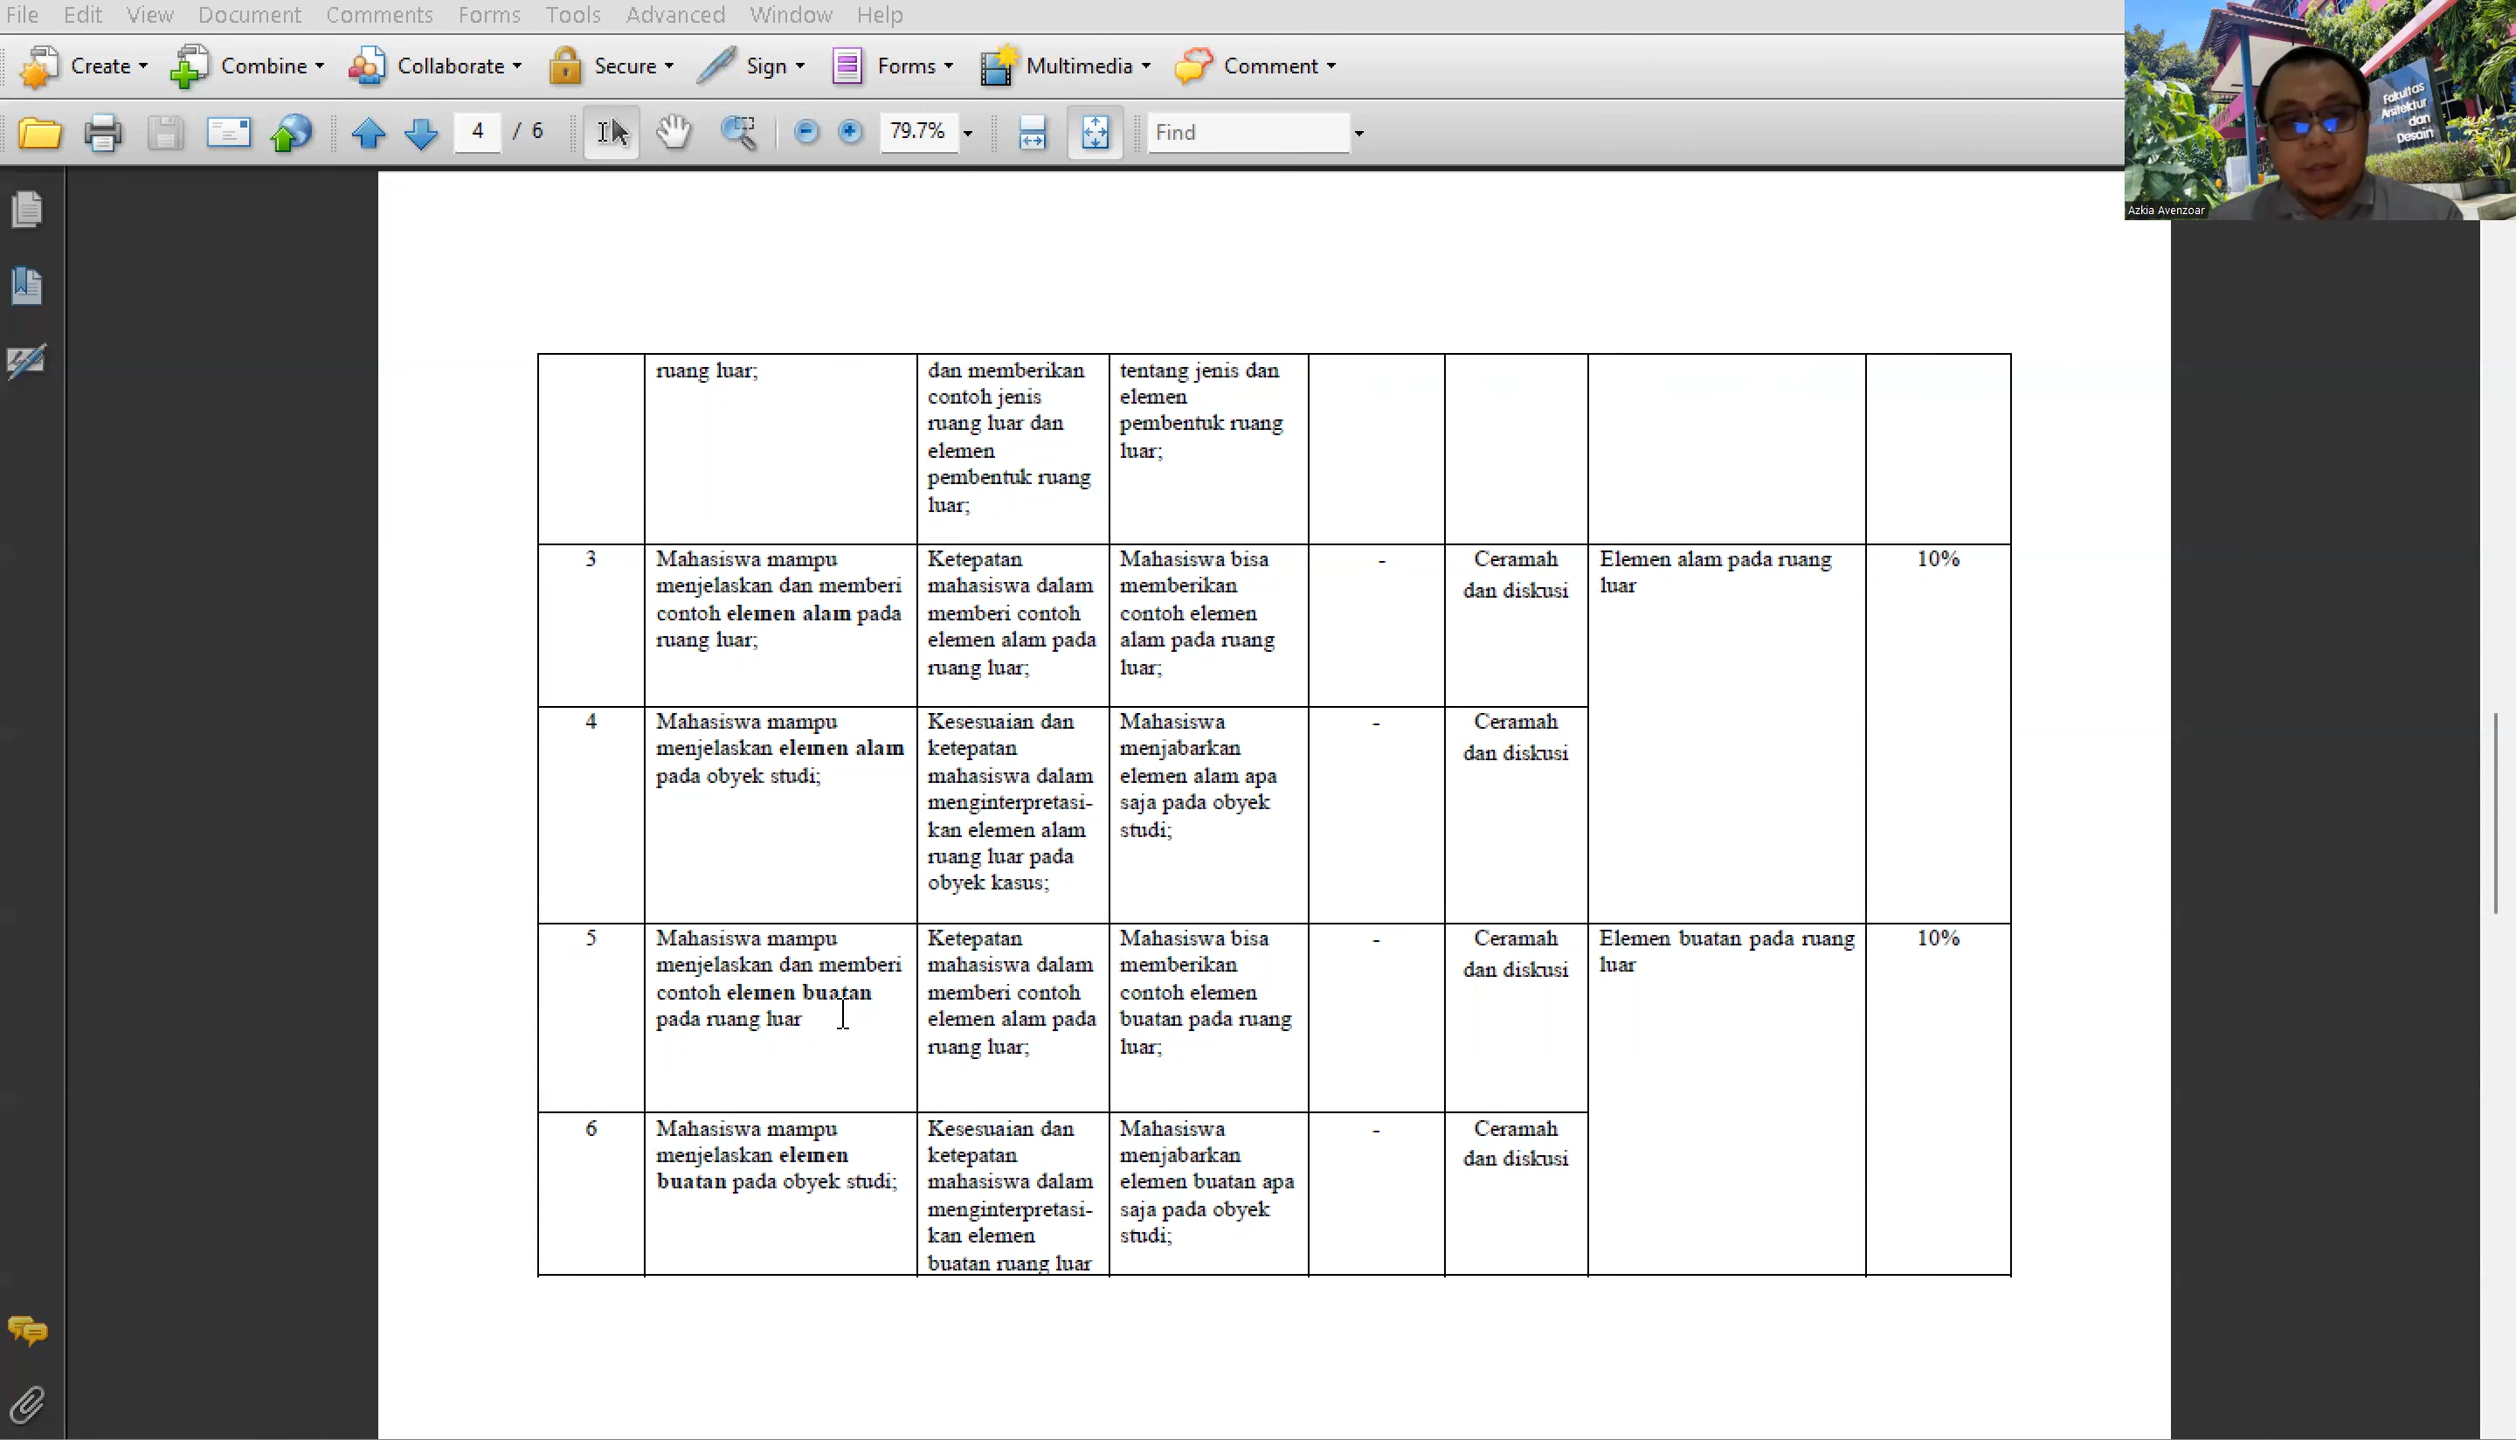 File Edit View Document Comments Forms Tools Advanced Window Help
Create Combine Collaborate Secure Sign Forms Multimedia Comment
4 / 6 79.7% Find
Fakultas
Arsitektur
dan
Desain
Azkia Avenzoar
ruang luar;
dan memberikan
contoh jenis
ruang luar dan
elemen
pembentuk ruang
luar;
tentang jenis dan
elemen
pembentuk ruang
luar;
3
Mahasiswa mampu
menjelaskan dan memberi
contoh elemen alam pada
ruang luar;
Ketepatan
mahasiswa dalam
memberi contoh
elemen alam pada
ruang luar;
Mahasiswa bisa
memberikan
contoh elemen
alam pada ruang
luar;
-
Ceramah
dan diskusi
Elemen alam pada ruang
luar
10%
4
Mahasiswa mampu
menjelaskan elemen alam
pada obyek studi;
Kesesuaian dan
ketepatan
mahasiswa dalam
menginterpretasi-
kan elemen alam
ruang luar pada
obyek kasus;
Mahasiswa
menjabarkan
elemen alam apa
saja pada obyek
studi;
-
Ceramah
dan diskusi
5
Mahasiswa mampu
menjelaskan dan memberi
contoh elemen buatan
pada ruang luar
Ketepatan
mahasiswa dalam
memberi contoh
elemen alam pada
ruang luar;
Mahasiswa bisa
memberikan
contoh elemen
buatan pada ruang
luar;
-
Ceramah
dan diskusi
Elemen buatan pada ruang
luar
10%
6
Mahasiswa mampu
menjelaskan elemen
buatan pada obyek studi;
Kesesuaian dan
ketepatan
mahasiswa dalam
menginterpretasi-
kan elemen
buatan ruang luar
Mahasiswa
menjabarkan
elemen buatan apa
saja pada obyek
studi;
-
Ceramah
dan diskusi